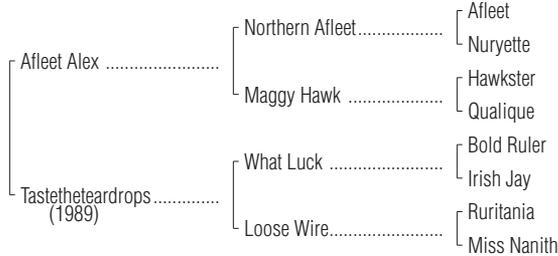 Afleet
Northern Afleet..................
Nuryette
Afleet Alex ........................
Hawkster
Maggy Hawk ....................
Qualique
Bold Ruler
What Luck ........................
Irish Jay
Tastetheteardrops..............
(1989)
Ruritania
Loose Wire........................
Miss Nanith